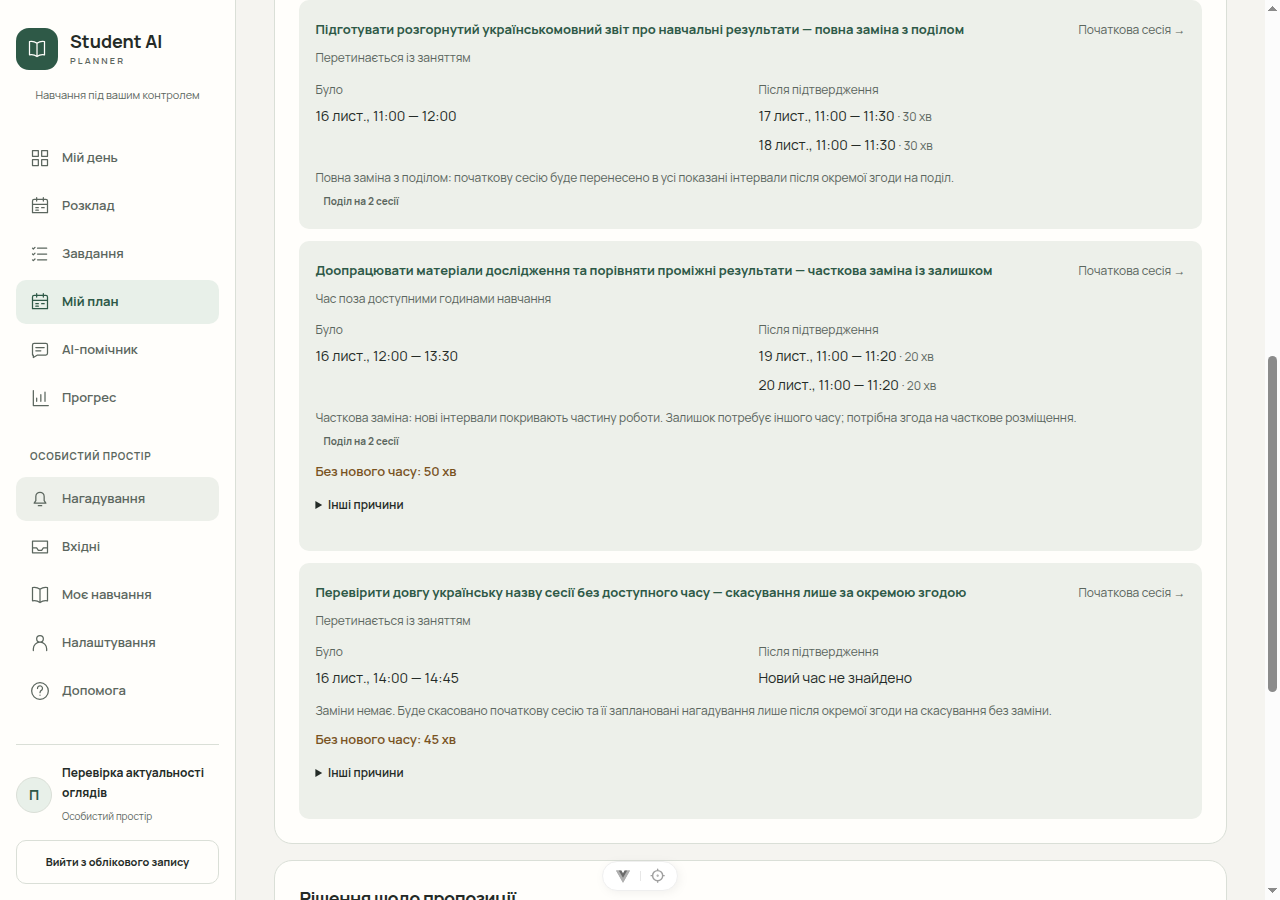 Student AI
PLANNER
Навчання під вашим контролем
Мій день
Розклад
Завдання
Мій план
AI-помічник
Прогрес
ОСОБИСТИЙ ПРОСТІР
Нагадування
Вхідні
Моє навчання
Налаштування
Допомога
П
Перевірка актуальності
оглядів
Особистий простір
Вийти з облікового запису
Підготувати розгорнутий українськомовний звіт про навчальні результати — повна заміна з поділом
Початкова сесія →
Перетинається із заняттям
Було
Після підтвердження
16 лист., 11:00 — 12:00
17 лист., 11:00 — 11:30 · 30 хв
18 лист., 11:00 — 11:30 · 30 хв
Повна заміна з поділом: початкову сесію буде перенесено в усі показані інтервали після окремої згоди на поділ.
Поділ на 2 сесії
Доопрацювати матеріали дослідження та порівняти проміжні результати — часткова заміна із залишком
Початкова сесія →
Час поза доступними годинами навчання
Було
Після підтвердження
16 лист., 12:00 — 13:30
19 лист., 11:00 — 11:20 · 20 хв
20 лист., 11:00 — 11:20 · 20 хв
Часткова заміна: нові інтервали покривають частину роботи. Залишок потребує іншого часу; потрібна згода на часткове розміщення.
Поділ на 2 сесії
Без нового часу: 50 хв
▶ Інші причини
Перевірити довгу українську назву сесії без доступного часу — скасування лише за окремою згодою
Початкова сесія →
Перетинається із заняттям
Було
Після підтвердження
16 лист., 14:00 — 14:45
Новий час не знайдено
Заміни немає. Буде скасовано початкову сесію та її заплановані нагадування лише після окремої згоди на скасування без заміни.
Без нового часу: 45 хв
▶ Інші причини
Рішення щодо пропозиції